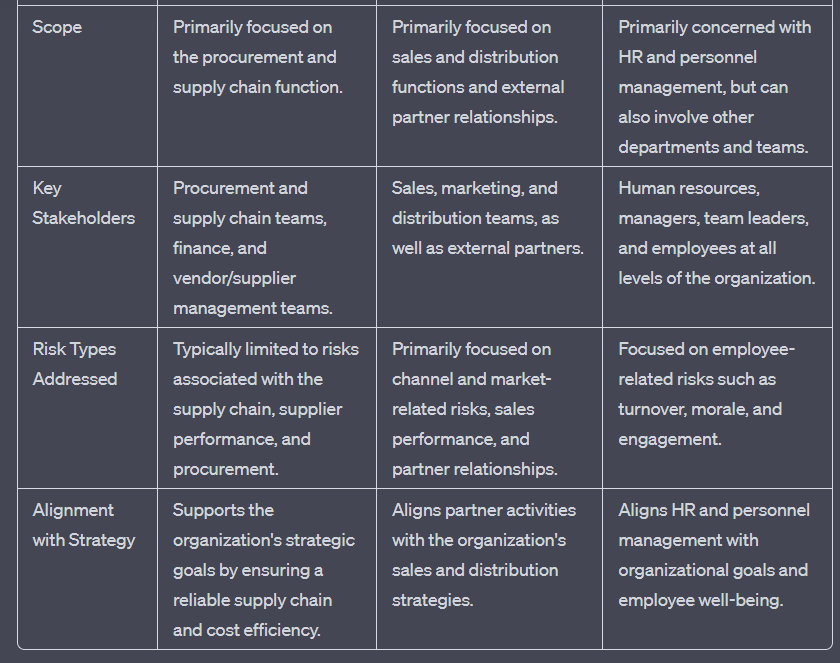 Scope
Primarily focused on
the procurement and
supply chain function.
Primarily focused on
sales and distribution
functions and external
partner relationships.
Primarily concerned with
HR and personnel
management, but can
also involve other
departments and teams.
Key
Stakeholders
Procurement and
supply chain teams,
finance, and
vendor/supplier
management teams.
Sales, marketing, and
distribution teams, as
well as external partners.
Human resources,
managers, team leaders,
and employees at all
levels of the organization.
Risk Types
Addressed
Typically limited to risks
associated with the
supply chain, supplier
performance, and
procurement.
Primarily focused on
channel and market-
related risks, sales
performance, and
partner relationships.
Focused on employee-
related risks such as
turnover, morale, and
engagement.
Alignment
with Strategy
Supports the
organization's strategic
goals by ensuring a
reliable supply chain
and cost efficiency.
Aligns partner activities
with the organization's
sales and distribution
strategies.
Aligns HR and personnel
management with
organizational goals and
employee well-being.